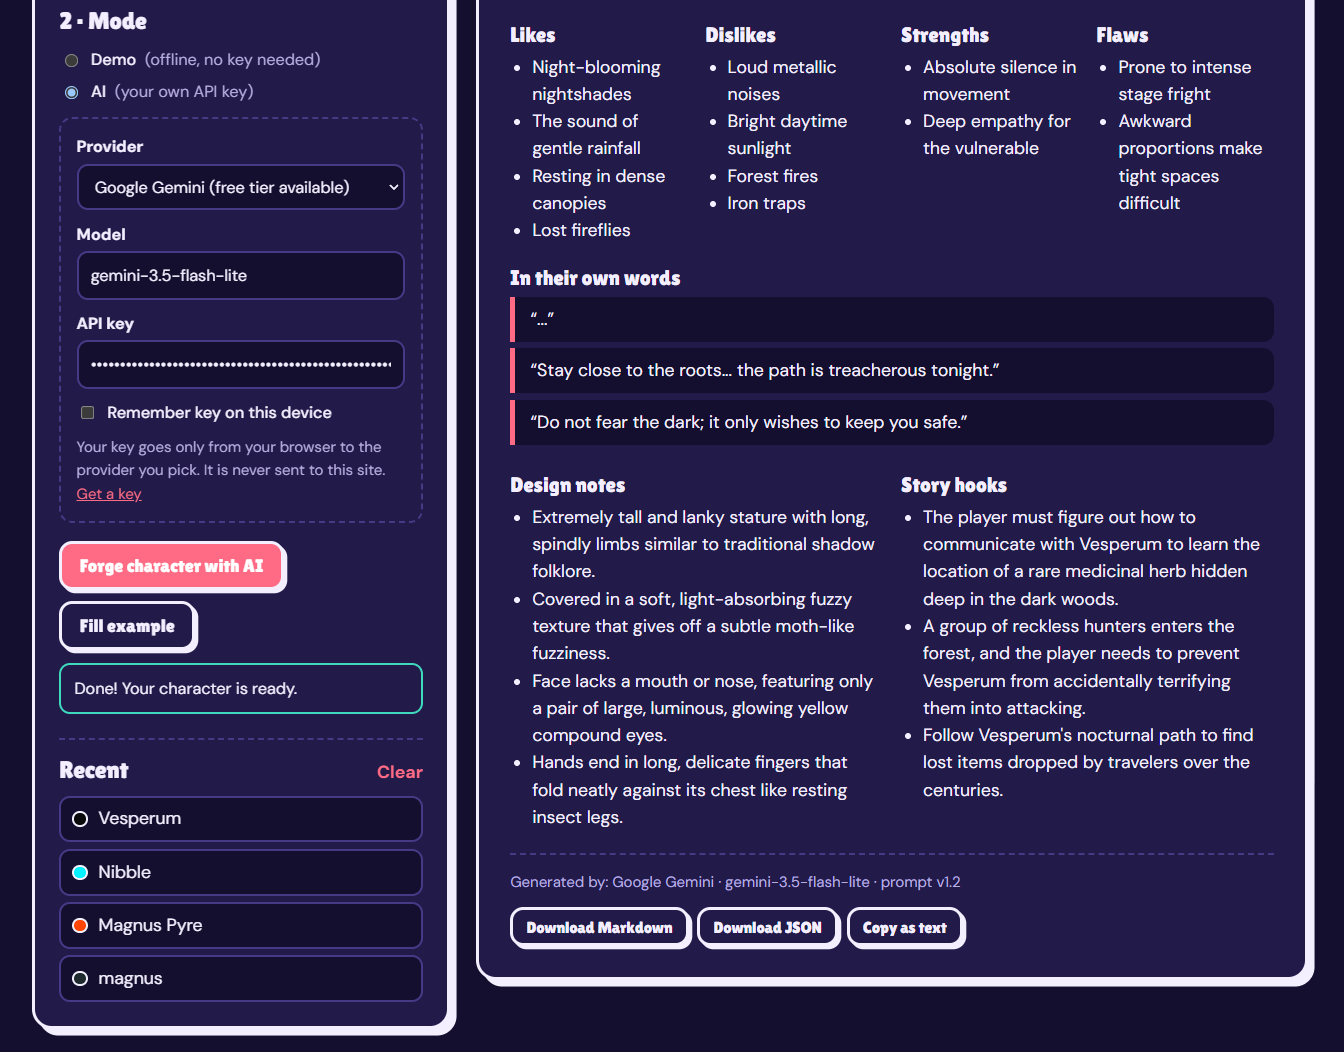 2 · Mode
Demo (offline, no key needed)
AI (your own API key)
Provider
Google Gemini (free tier available)
Model
gemini-3.5-flash-lite
API key
Remember key on this device
Your key goes only from your browser to the
provider you pick. It is never sent to this site.
Get a key
Forge character with AI
Fill example
Done! Your character is ready.
Recent
Clear
Vesperum
Nibble
Magnus Pyre
magnus
Likes
Night-blooming
nightshades
The sound of
gentle rainfall
Resting in dense
canopies
Lost fireflies
Dislikes
Loud metallic
noises
Bright daytime
sunlight
Forest fires
Iron traps
Strengths
Absolute silence in
movement
Deep empathy for
the vulnerable
Flaws
Prone to intense
stage fright
Awkward
proportions make
tight spaces
difficult
In their own words
“…”
“Stay close to the roots… the path is treacherous tonight.”
“Do not fear the dark; it only wishes to keep you safe.”
Design notes
Extremely tall and lanky stature with long,
spindly limbs similar to traditional shadow
folklore.
Covered in a soft, light-absorbing fuzzy
texture that gives off a subtle moth-like
fuzziness.
Face lacks a mouth or nose, featuring only
a pair of large, luminous, glowing yellow
compound eyes.
Hands end in long, delicate fingers that
fold neatly against its chest like resting
insect legs.
Story hooks
The player must figure out how to
communicate with Vesperum to learn the
location of a rare medicinal herb hidden
deep in the dark woods.
A group of reckless hunters enters the
forest, and the player needs to prevent
Vesperum from accidentally terrifying
them into attacking.
Follow Vesperum's nocturnal path to find
lost items dropped by travelers over the
centuries.
Generated by: Google Gemini · gemini-3.5-flash-lite · prompt v1.2
Download Markdown
Download JSON
Copy as text